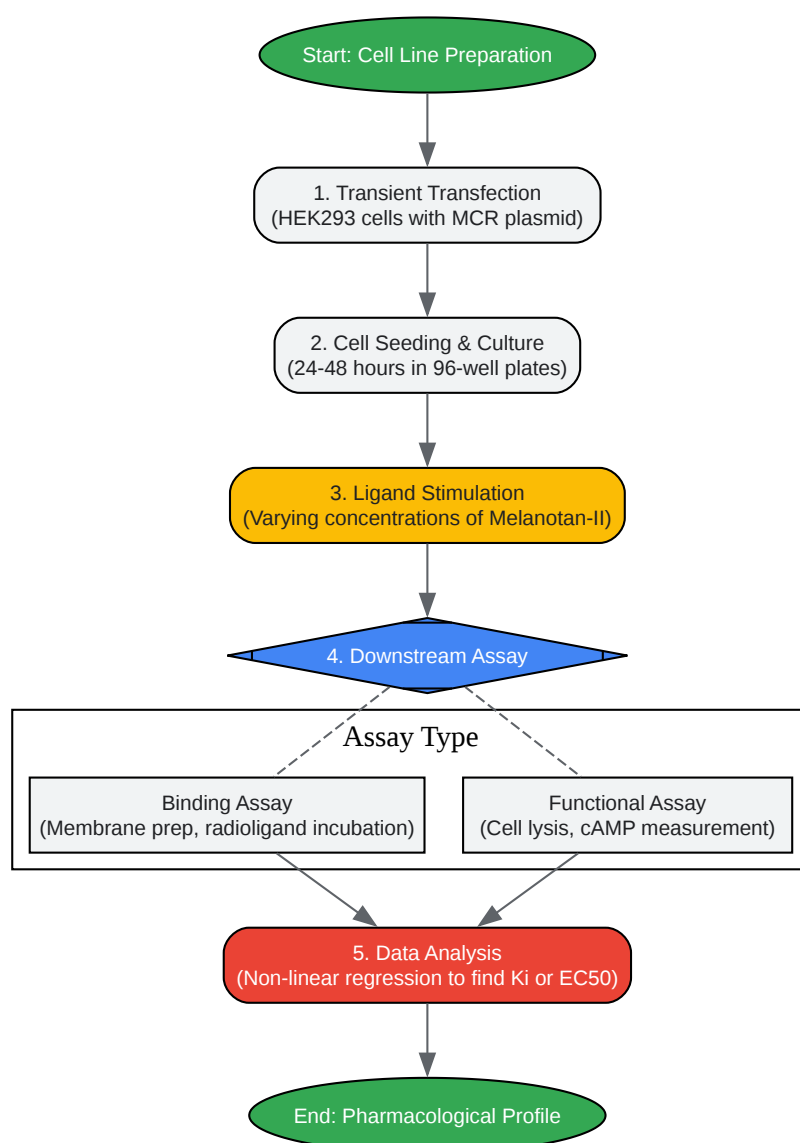 Start: Cell Line Preparation
1. Transient Transfection
(HEK293 cells with MCR plasmid)
2. Cell Seeding & Culture
(24-48 hours in 96-well plates)
3. Ligand Stimulation
(Varying concentrations of Melanotan-II)
4. Downstream Assay
Assay Type
Binding Assay
(Membrane prep, radioligand incubation)
Functional Assay
(Cell lysis, cAMP measurement)
5. Data Analysis
(Non-linear regression to find Ki or EC50)
End: Pharmacological Profile